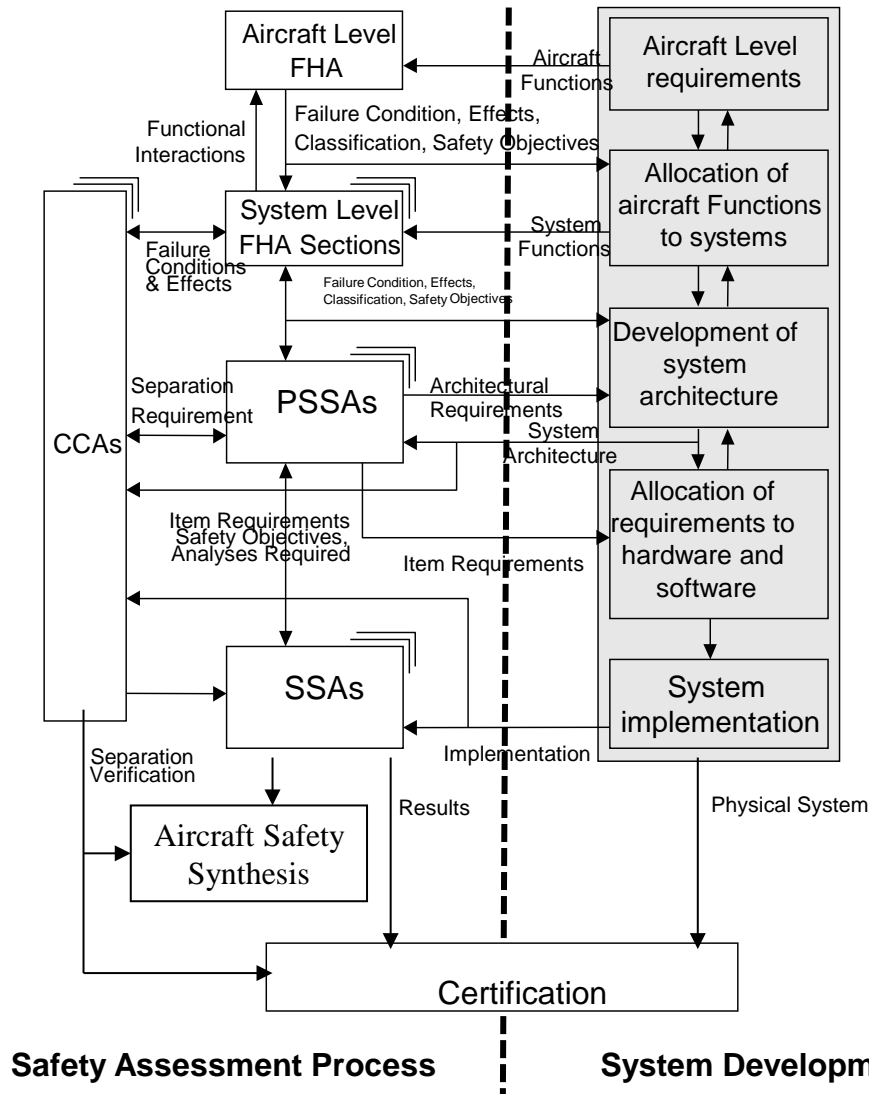 Aircraft Level
FHA
Aircraft
Functions
Aircraft Level
requirements
Functional
Interactions
Failure Condition, Effects,
Classification, Safety Objectives
Allocation of
aircraft Functions
to systems
System Level
FHA Sections
System
Functions
Failure
Conditions
& Effects
Failure Condition, Effects,
Classification, Safety Objectives
Development of
system
architecture
Separation
Requirement
PSSAs
Architectural
Requirements
CCAs
System
Architecture
Allocation of
requirements to
hardware and
software
Item Requirements
Safety Objectives,
Analyses Required
Item Requirements
SSAs
System
implementation
Implementation
Separation
Verification
Results
Physical System
Aircraft Safety
Synthesis
Certification
Safety Assessment Process
System Developm